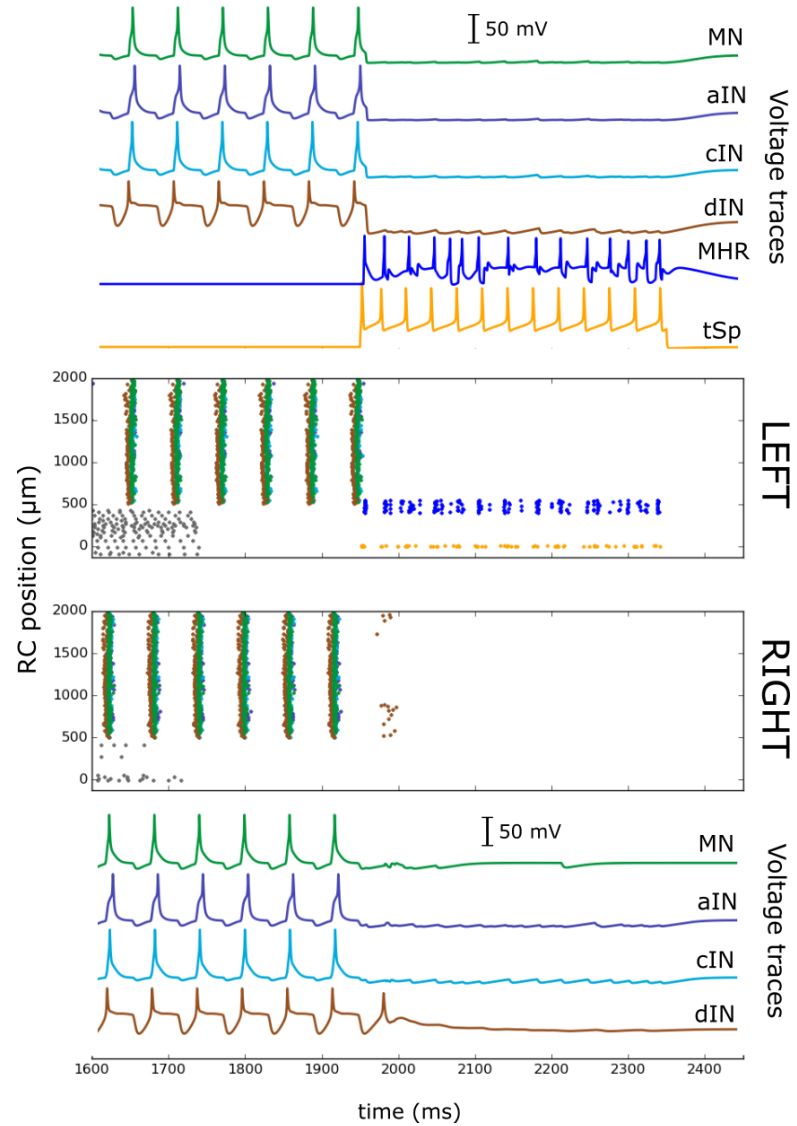 50 mV
MN
aIN
cIN
dIN
MHR
tSp
Voltage traces
2000
1500
1000
500
0
LEFT
RC position (µm)
2000
1500
1000
500
0
RIGHT
50 mV
MN
aIN
cIN
dIN
Voltage traces
1600 1700 1800 1900 2000 2100 2200 2300 2400
time (ms)